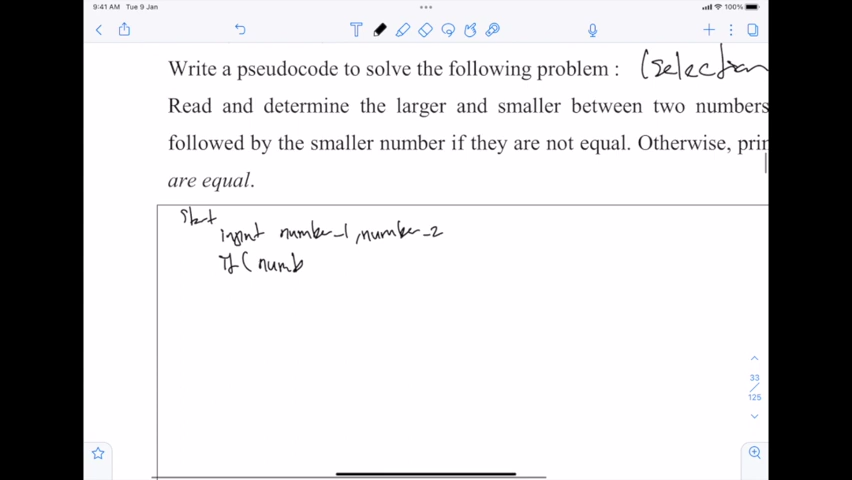 9:41 AM Tue 9 Jan
100%
T
Write a pseudocode to solve the following problem : (selection
Read and determine the larger and smaller between two numbers
followed by the smaller number if they are not equal. Otherwise, prin
are equal.
Start
input number_1, number_2
If ( numb
33
125